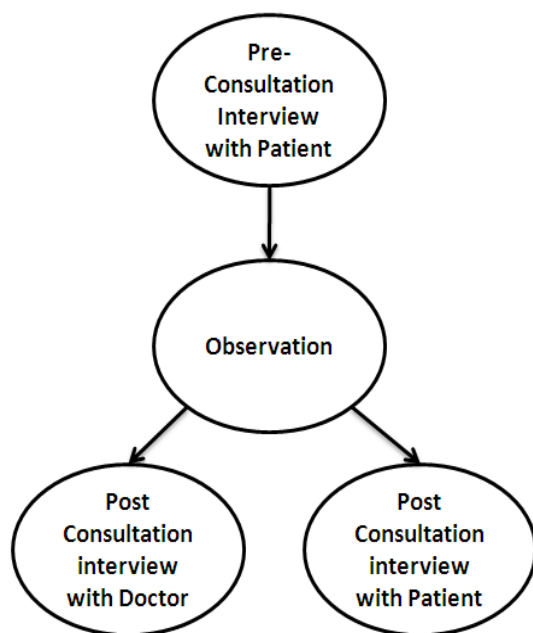 Pre-
Consultation
Interview
with Patient
Observation
Post
Consultation
interview
with Doctor
Post
Consultation
interview
with Patient